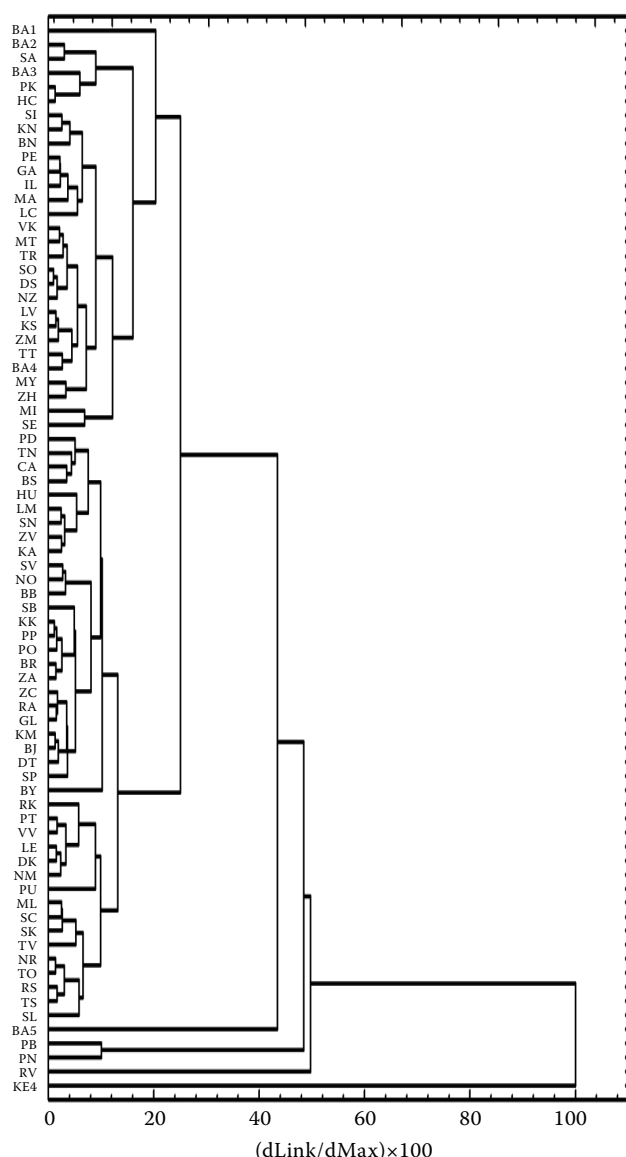 BA1
BA2
SA
BA3
PK
HC
SI
KN
BN
PE
GA
IL
MA
LC
VK
MT
TR
SO
DS
NZ
LV
KS
ZM
TT
BA4
MY
ZH
MI
SE
PD
TN
CA
BS
HU
LM
SN
ZV
KA
SV
NO
BB
SB
KK
PP
PO
BR
ZA
ZC
RA
GL
KM
BJ
DT
SP
BY
RK
PT
VV
LE
DK
NM
PU
ML
SC
SK
TV
NR
TO
RS
TS
SL
BA5
PB
PN
RV
KE4
0 20 40 60 80 100
(dLink/dMax)×100